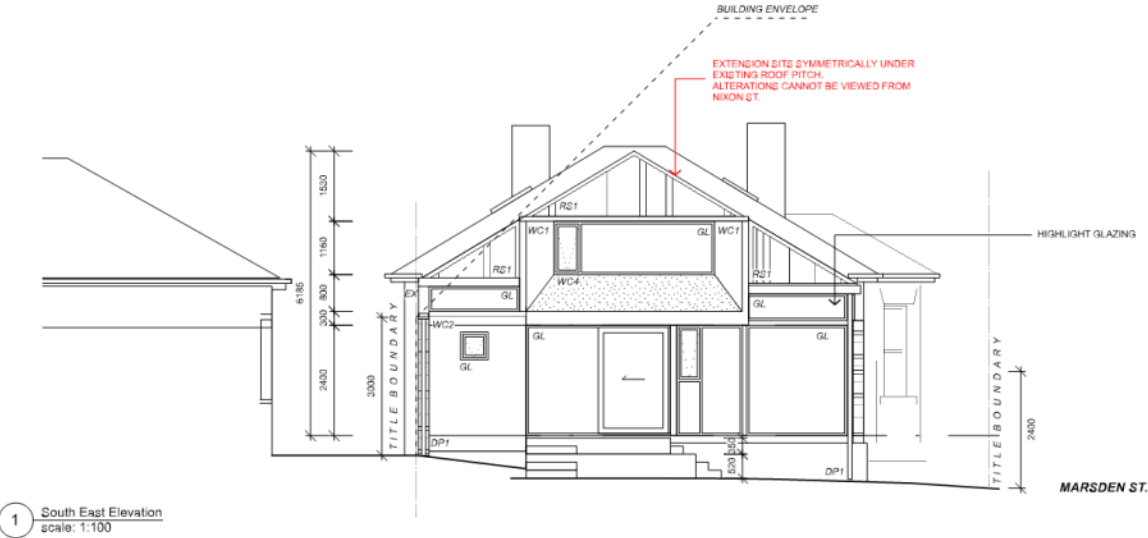 BUILDING ENVELOPE
EXTENSION SITS SYMMETRICALLY UNDER
EXISTING ROOF PITCH.
ALTERATIONS CANNOT BE VIEWED FROM
NIXON ST.
1530
1160
800
300
2400
6185
3000
TITLE BOUNDARY
EX
RS1
WC1
GL
WC1
RS1
RS1
WC4
GL
GL
HIGHLIGHT GLAZING
WC2
GL
GL
GL
DP1
350
520
DP1
TITLE BOUNDARY
2400
MARSDEN ST.
1
South East Elevation
scale: 1:100